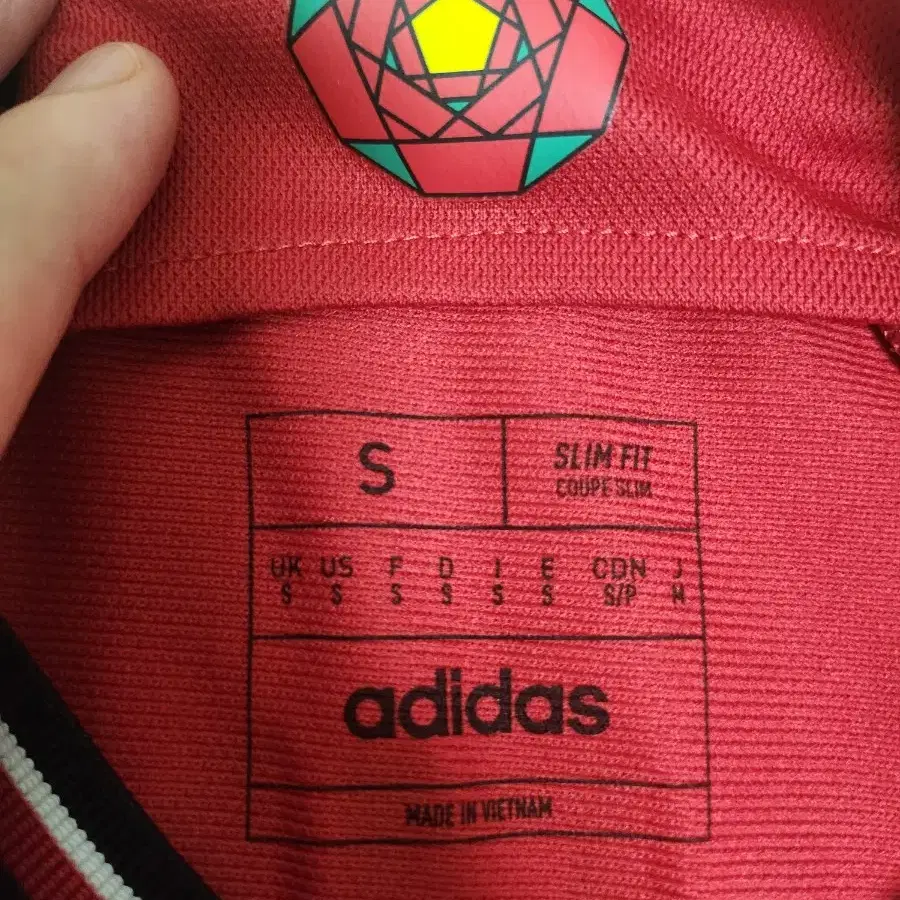 S
SLIM FIT
COUPE SLIM
UK US F D I E CDN J
S S S S S S S/P M
adidas
MADE IN VIETNAM